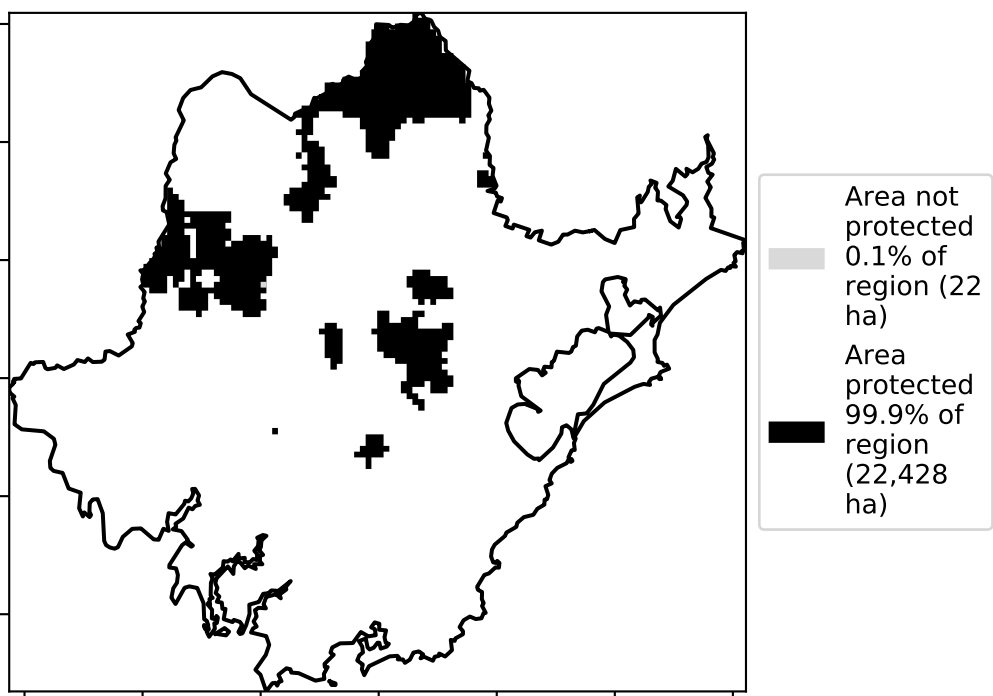 Area not
protected
0.1% of
region (22
ha)
Area
protected
99.9% of
region
(22,428
ha)